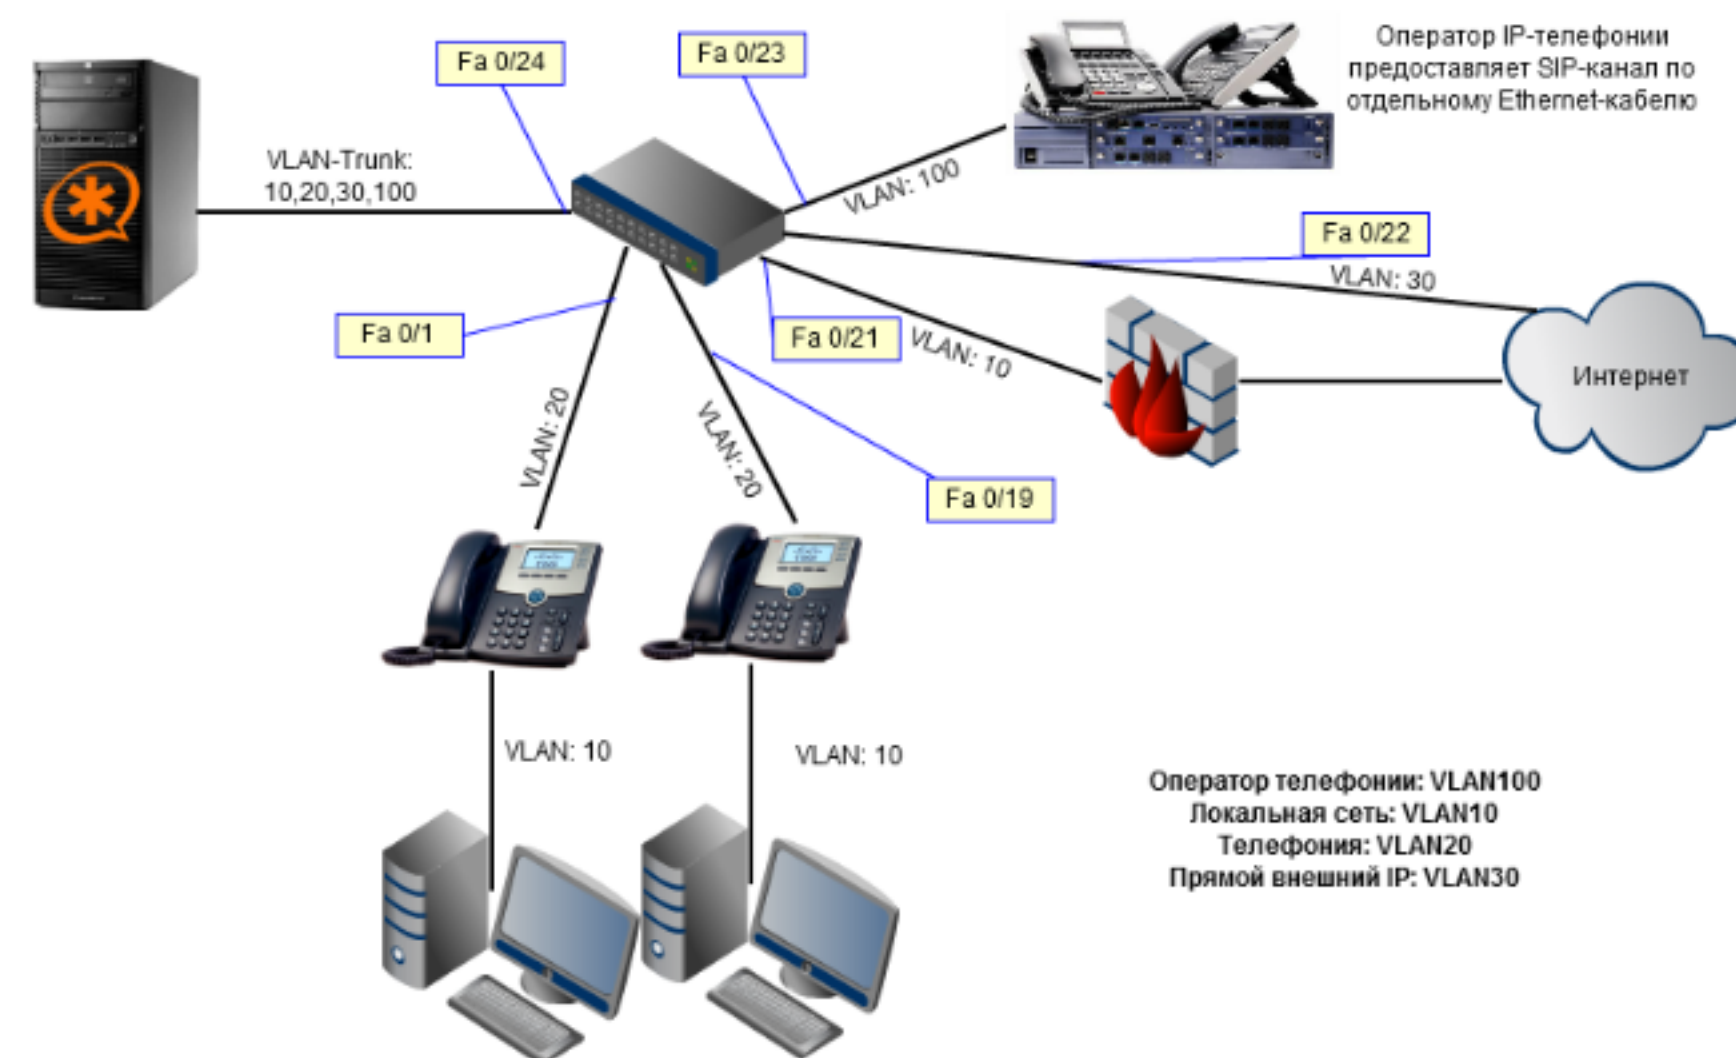 Fa 0/24
Fa 0/23
Оператор IP-телефонии
предоставляет SIP-канал по
отдельному Ethernet-кабелю
VLAN-Trunk:
10,20,30,100
VLAN: 100
Fa 0/22
VLAN: 30
Fa 0/1
Fa 0/21
VLAN: 10
Интернет
VLAN: 20
VLAN: 20
Fa 0/19
VLAN: 10
VLAN: 10
Оператор телефонии: VLAN100
Локальная сеть: VLAN10
Телефония: VLAN20
Прямой внешний IP: VLAN30